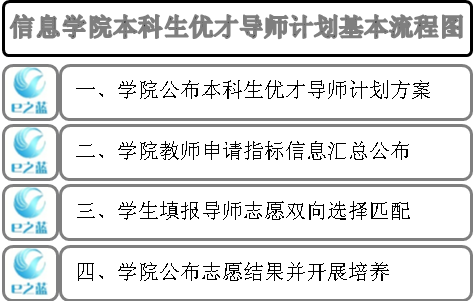 信息学院本科生优才导师计划基本流程图
e之蓝
一、学院公布本科生优才导师计划方案
e之蓝
二、学院教师申请指标信息汇总公布
e之蓝
三、学生填报导师志愿双向选择匹配
e之蓝
四、学院公布志愿结果并开展培养